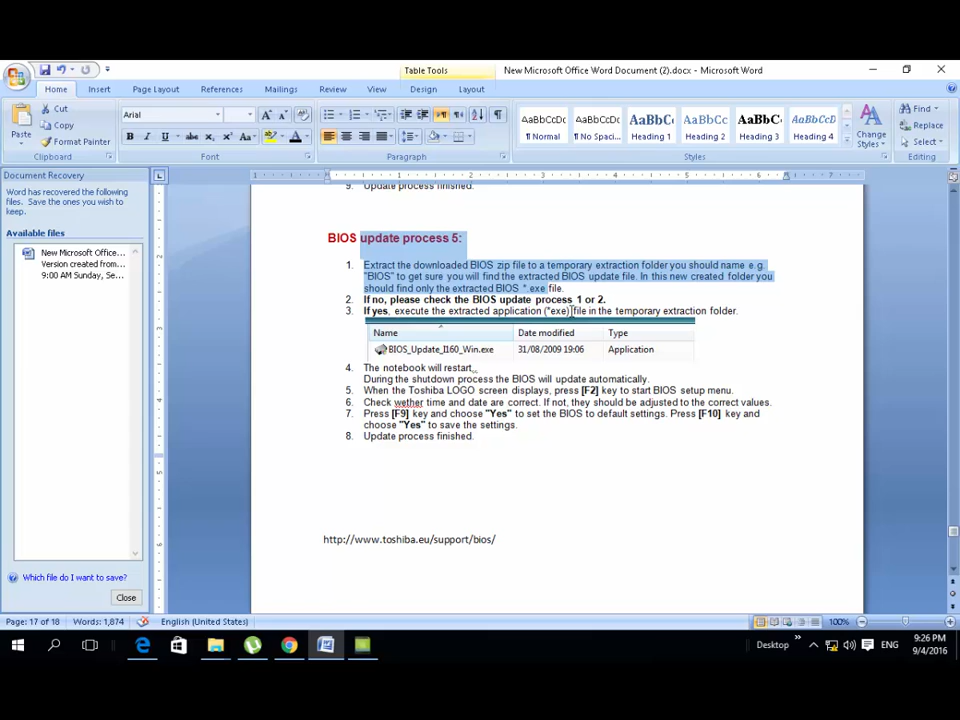 New Microsoft Office Word Document (2).docx - Microsoft Word
Table Tools
Home Insert Page Layout References Mailings Review View Design Layout
Paste
Cut
Copy
Format Painter
Clipboard
Arial
B I U abe x₂ x² Aa
Font
Paragraph
AaBbCcDc AaBbCcDc AaBbC AaBbCc AaBbCc AaBbCcDc
¶ Normal ¶ No Spaci... Heading 1 Heading 2 Heading 3 Heading 4
Change Styles
Styles
Find
Replace
Select
Editing
Document Recovery
Word has recovered the following
files. Save the ones you wish to
keep.
Available files
New Microsoft Office...
Version created from...
9:00 AM Sunday, Se...
Which file do I want to save?
Close
9. Update process finished.
BIOS update process 5:
1. Extract the downloaded BIOS zip file to a temporary extraction folder you should name e.g.
"BIOS" to get sure you will find the extracted BIOS update file. In this new created folder you
should find only the extracted BIOS *.exe file.
2. If no, please check the BIOS update process 1 or 2.
3. If yes, execute the extracted application (*exe) file in the temporary extraction folder.
Name Date modified Type
BIOS_Update_I160_Win.exe 31/08/2009 19:06 Application
4. The notebook will restart,
During the shutdown process the BIOS will update automatically.
5. When the Toshiba LOGO screen displays, press [F2] key to start BIOS setup menu.
6. Check wether time and date are correct. If not, they should be adjusted to the correct values.
7. Press [F9] key and choose "Yes" to set the BIOS to default settings. Press [F10] key and
choose "Yes" to save the settings.
8. Update process finished.
http://www.toshiba.eu/support/bios/
Page: 17 of 18 Words: 1,874 English (United States) 100%
Desktop ENG 9:26 PM
9/4/2016